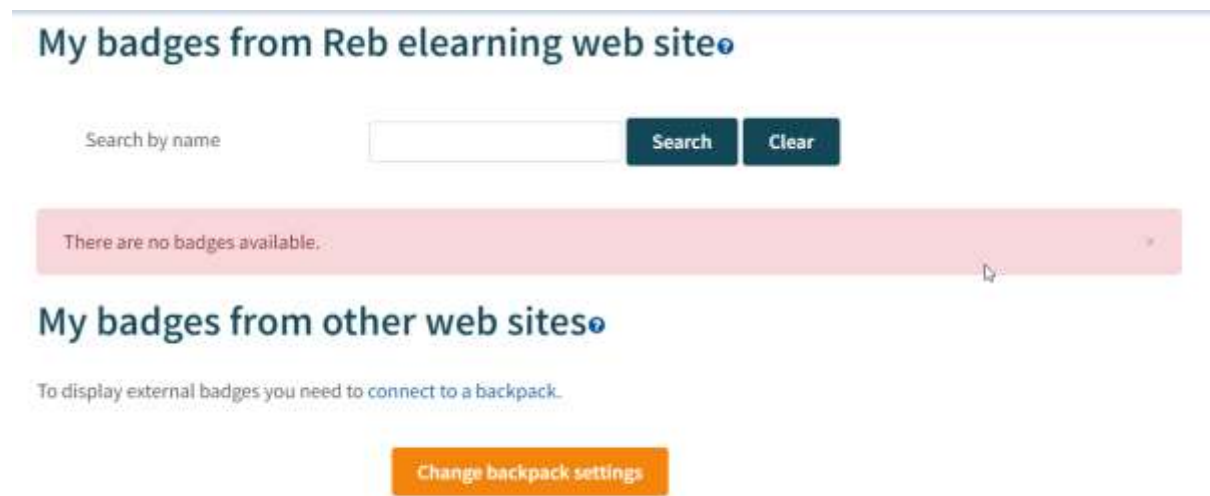 My badges from Reb elearning web site
Search by name
Search
Clear
There are no badges available.
×
My badges from other web sites
To display external badges you need to connect to a backpack.
Change backpack settings